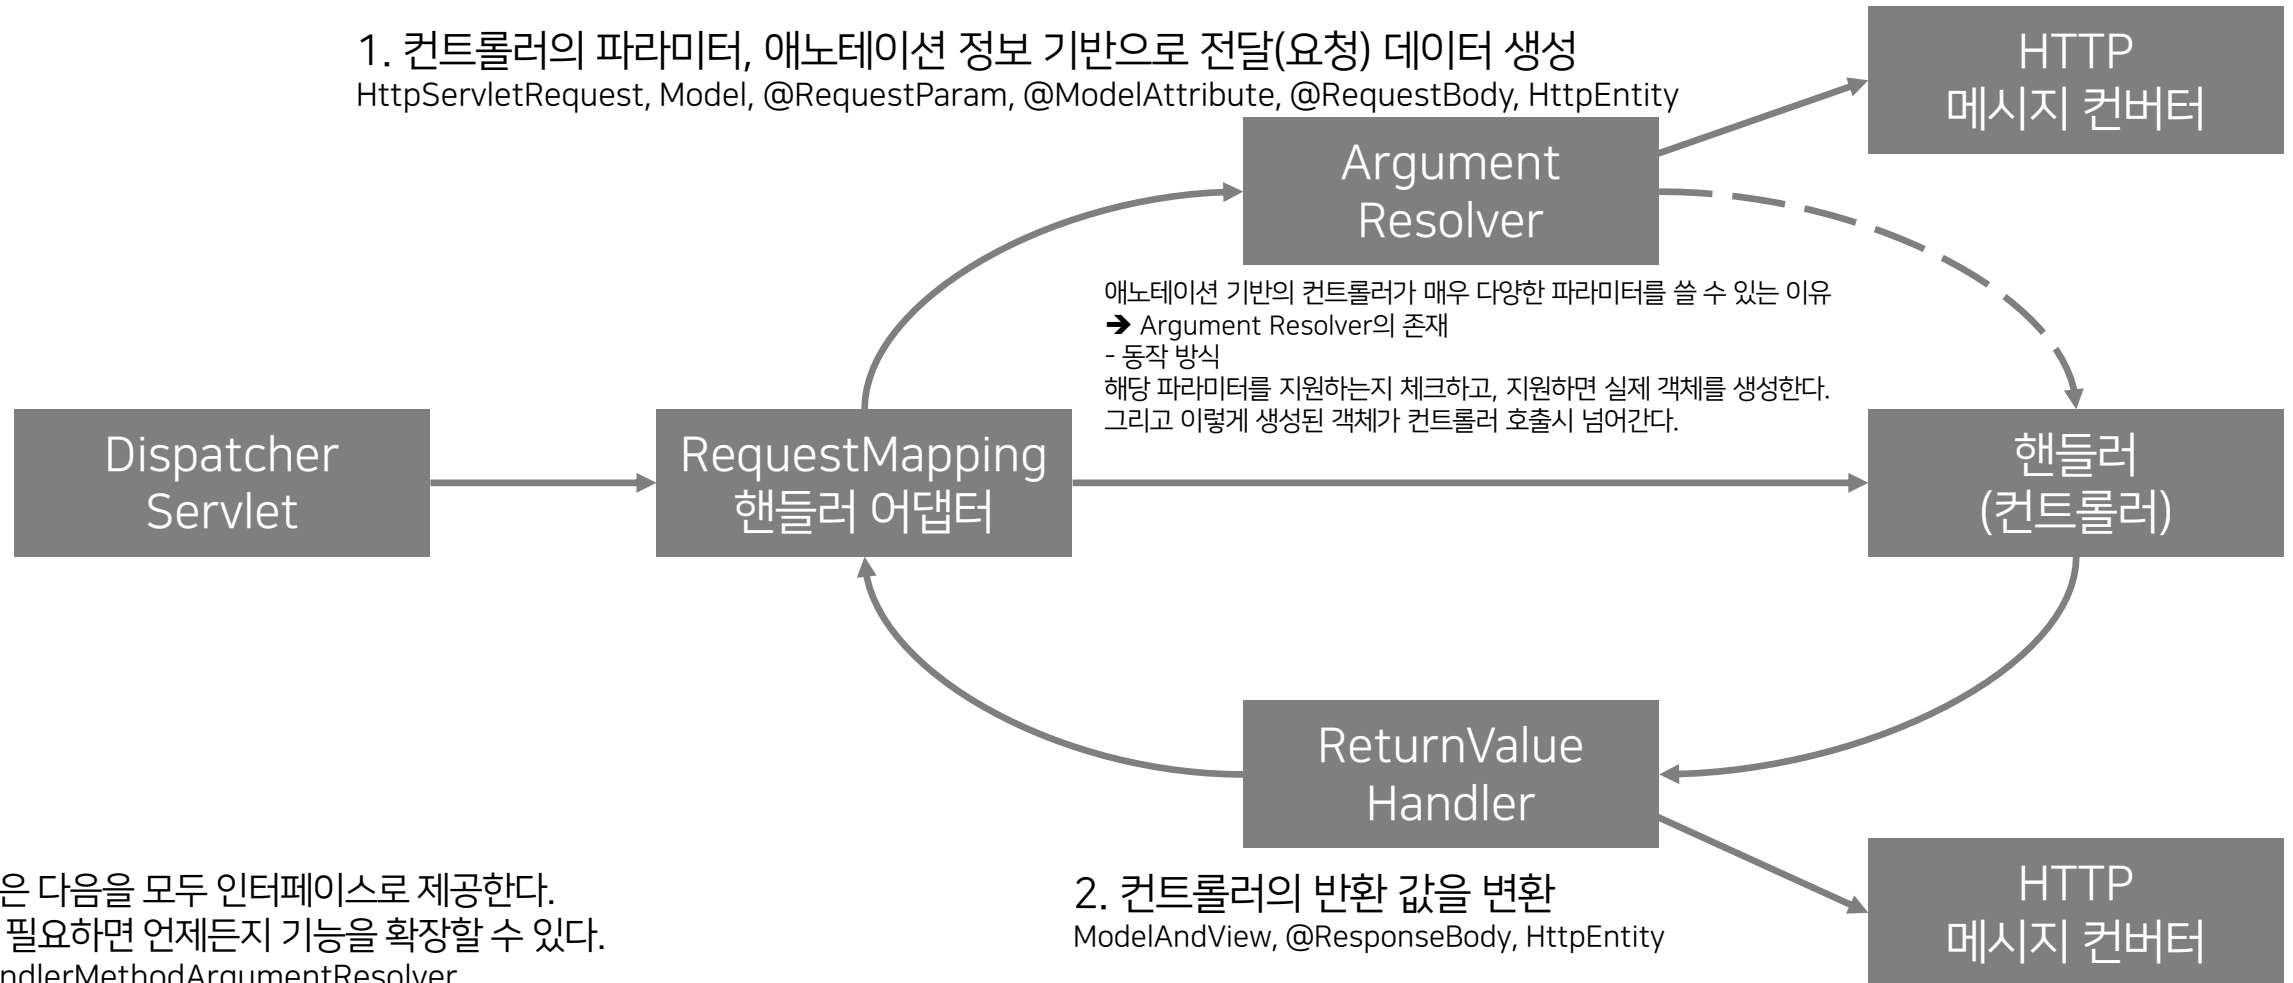 1. 컨트롤러의 파라미터, 애노테이션 정보 기반으로 전달(요청) 데이터 생성
HttpServletRequest, Model, @RequestParam, @ModelAttribute, @RequestBody, HttpEntity
HTTP
메시지 컨버터
Argument
Resolver
애노테이션 기반의 컨트롤러가 매우 다양한 파라미터를 쓸 수 있는 이유
➔ Argument Resolver의 존재
- 동작 방식
해당 파라미터를 지원하는지 체크하고, 지원하면 실제 객체를 생성한다.
그리고 이렇게 생성된 객체가 컨트롤러 호출시 넘어간다.
Dispatcher
Servlet
RequestMapping
핸들러 어댑터
핸들러
(컨트롤러)
ReturnValue
Handler
2. 컨트롤러의 반환 값을 변환
ModelAndView, @ResponseBody, HttpEntity
HTTP
메시지 컨버터
은 다음을 모두 인터페이스로 제공한다.
필요하면 언제든지 기능을 확장할 수 있다.
ndlerMethodArgumentResolver